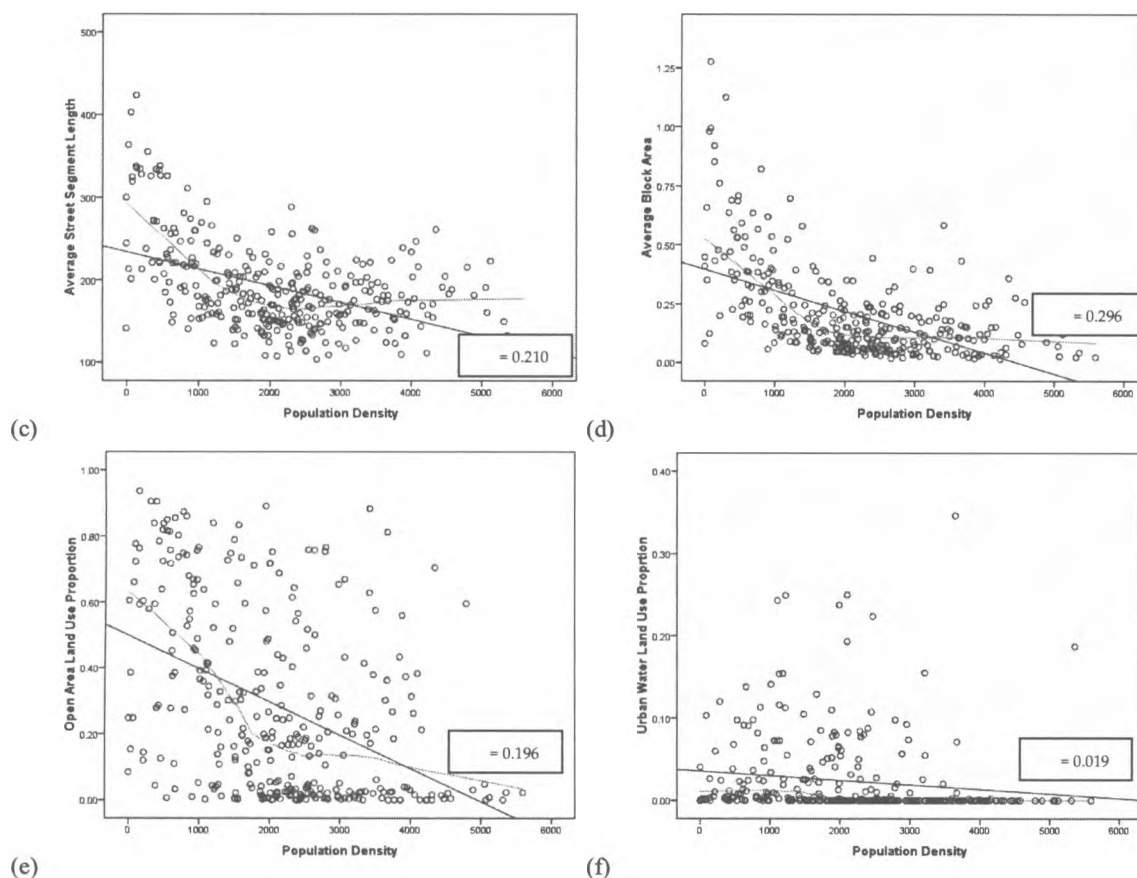 500
400
300
200
100
Average Street Segment Length
= 0.210
0 1000 2000 3000 4000 5000 6000
Population Density
(c)
1.25
1.00
0.75
0.50
0.25
0.00
Average Block Area
= 0.296
0 1000 2000 3000 4000 5000 6000
Population Density
(d)
1.00
0.80
0.60
0.40
0.20
0.00
Open Area Land Use Proportion
= 0.196
0 1000 2000 3000 4000 5000 6000
Population Density
(e)
0.40
0.30
0.20
0.10
0.00
Urban Water Land Use Proprtion
= 0.019
0 1000 2000 3000 4000 5000 6000
Population Density
(f)